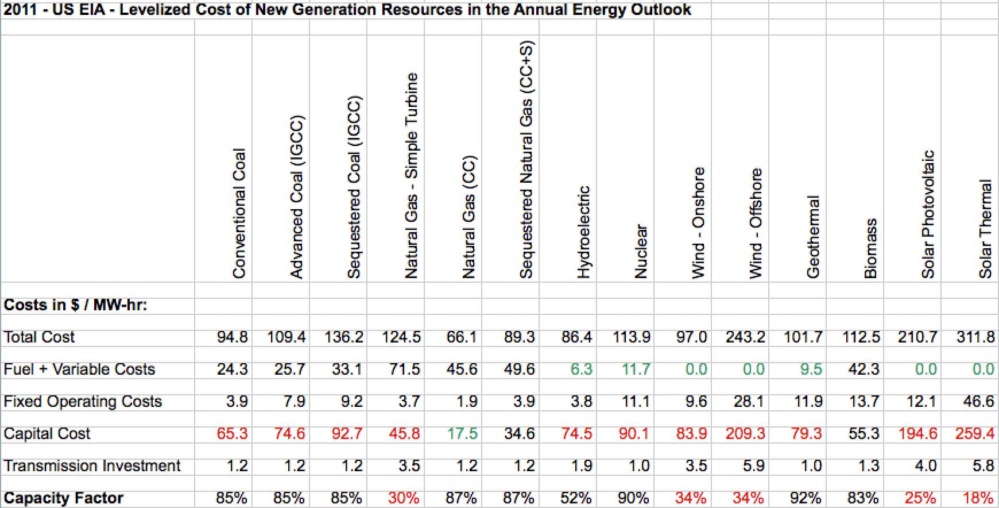 2011 - US EIA - Levelized Cost of New Generation Resources in the Annual Energy Outlook
Conventional Coal
Advanced Coal (IGCC)
Sequestered Coal (IGCC)
Natural Gas - Simple Turbine
Natural Gas (CC)
Sequestered Natural Gas (CC+S)
Hydroelectric
Nuclear
Wind - Onshore
Wind - Offshore
Geothermal
Biomass
Solar Photovoltaic
Solar Thermal
Costs in $ / MW-hr:
Total Cost 94.8 109.4 136.2 124.5 66.1 89.3 86.4 113.9 97.0 243.2 101.7 112.5 210.7 311.8
Fuel + Variable Costs 24.3 25.7 33.1 71.5 45.6 49.6 6.3 11.7 0.0 0.0 9.5 42.3 0.0 0.0
Fixed Operating Costs 3.9 7.9 9.2 3.7 1.9 3.9 3.8 11.1 9.6 28.1 11.9 13.7 12.1 46.6
Capital Cost 65.3 74.6 92.7 45.8 17.5 34.6 74.5 90.1 83.9 209.3 79.3 55.3 194.6 259.4
Transmission Investment 1.2 1.2 1.2 3.5 1.2 1.2 1.9 1.0 3.5 5.9 1.0 1.3 4.0 5.8
Capacity Factor 85% 85% 85% 30% 87% 87% 52% 90% 34% 34% 92% 83% 25% 18%